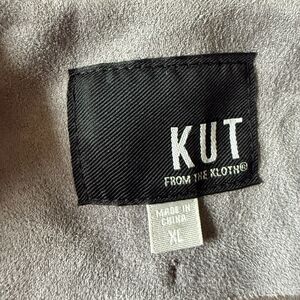 KUT
FROM THE KLOTH®
MADE IN
CHINA
XL